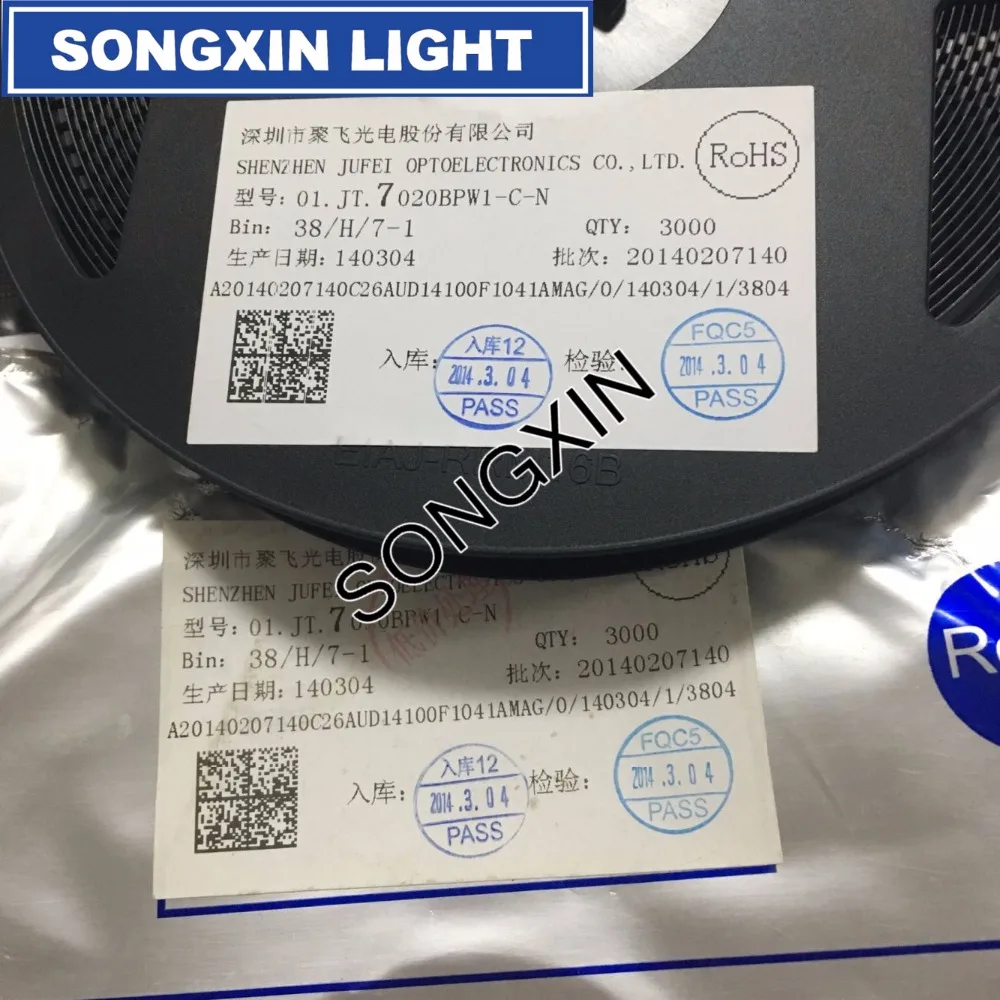 SONGXIN LIGHT
深圳市聚飞光电股份有限公司
SHENZHEN JUFEI OPTOELECTRONICS CO.,LTD.
RoHS
型号: 01.JT.7020BPW1-C-N
Bin: 38/H/7-1
QTY: 3000
生产日期: 140304
批次: 20140207140
A20140207140C26AUD14100F1041AMAG/0/140304/1/3804
入库:
入库12
2014.3.04
PASS
检验:
FQC5
2014.3.04
PASS
SONGXIN
深圳市聚飞光电
SHENZHEN JUFEI
型号: 01.JT.7020BPW1-C-N
Bin: 38/H/7-1
QTY: 3000
生产日期: 140304
批次: 20140207140
A20140207140C26AUD14100F1041AMAG/0/140304/1/3804
入库:
入库12
2014.3.04
PASS
检验:
FQC5
2014.3.04
PASS